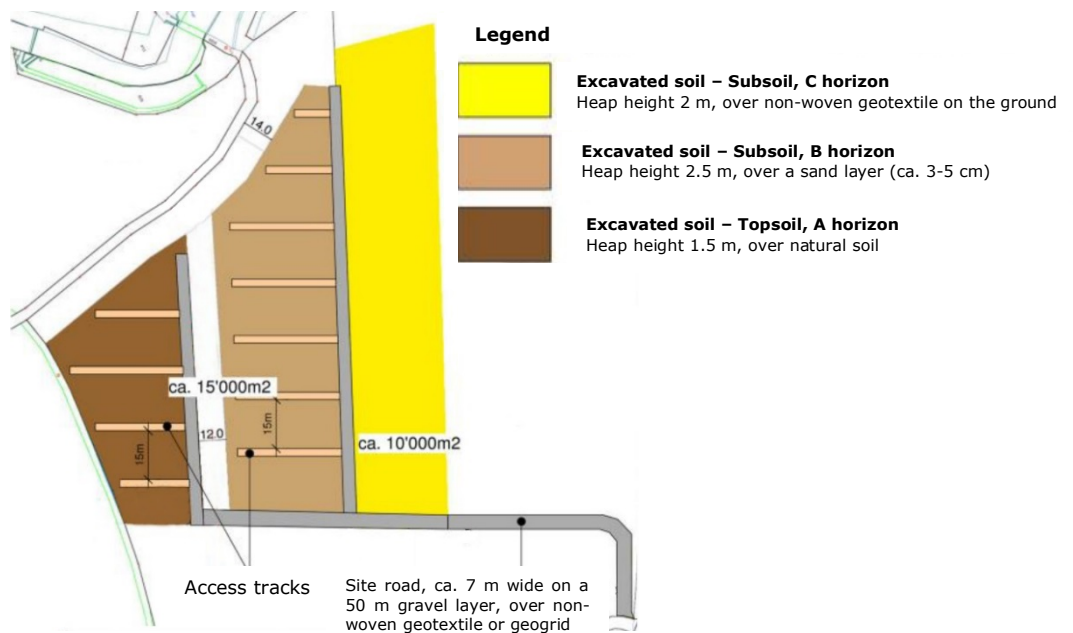 Legend
Excavated soil – Subsoil, C horizon
Heap height 2 m, over non-woven geotextile on the ground
Excavated soil – Subsoil, B horizon
Heap height 2.5 m, over a sand layer (ca. 3-5 cm)
Excavated soil – Topsoil, A horizon
Heap height 1.5 m, over natural soil
14.0
ca. 15'000m2
15m
12.0
15m
ca. 10'000m2
Access tracks
Site road, ca. 7 m wide on a
50 m gravel layer, over non-
woven geotextile or geogrid